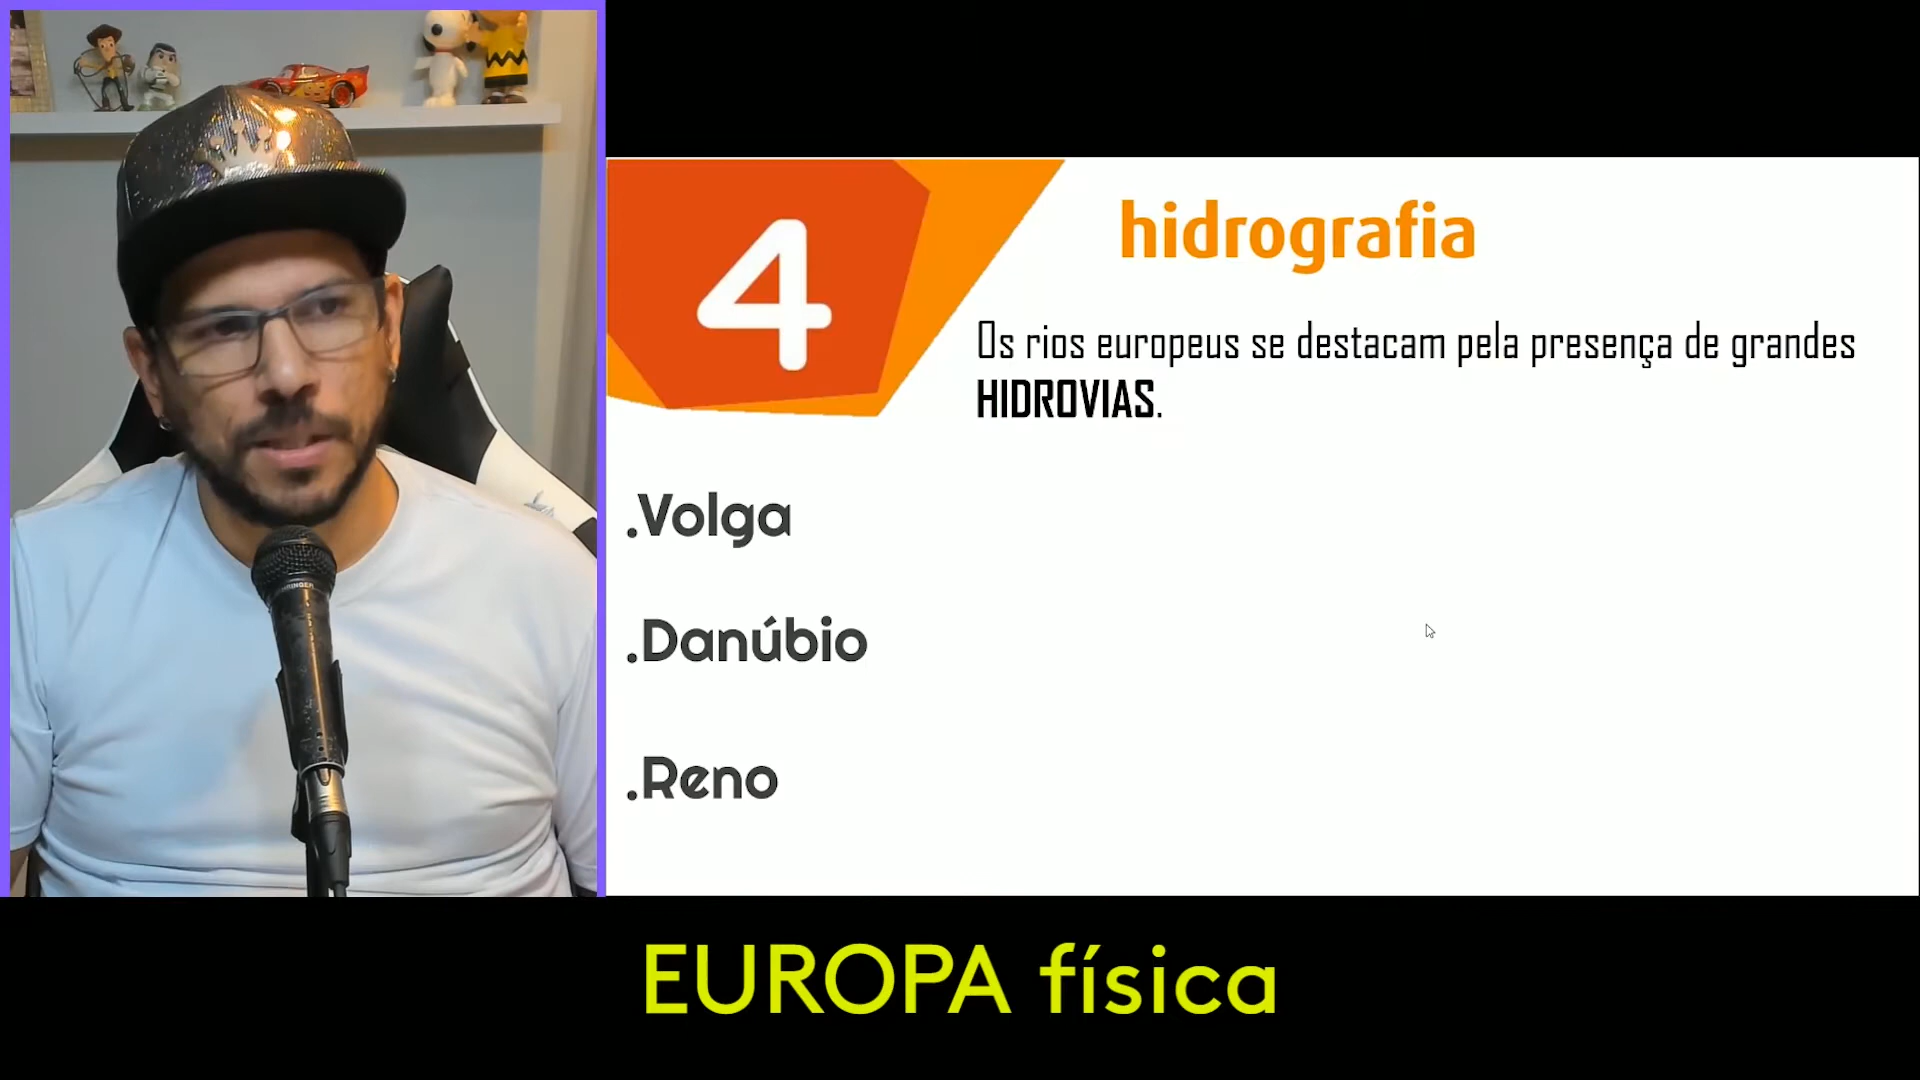 4
hidrografia
Os rios europeus se destacam pela presença de grandes
HIDROVIAS.
.Volga
.Danúbio
.Reno
EUROPA física